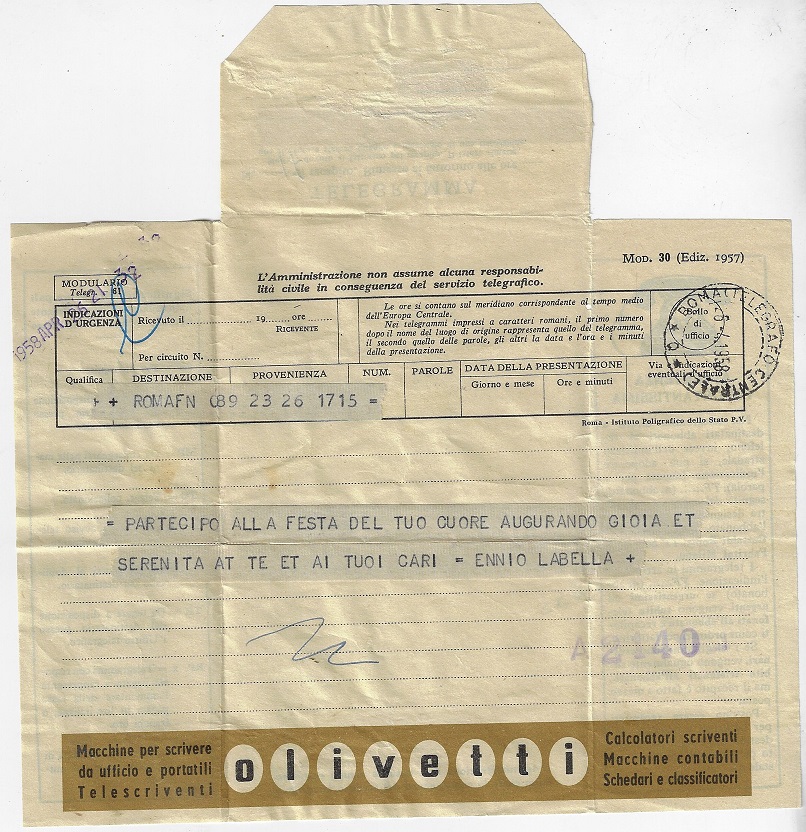 TELEGRAMMA
MOD. 30 (Ediz. 1957)
MODULARIO
Telegr. 61
L'Amministrazione non assume alcuna responsabi-
lità civile in conseguenza del servizio telegrafico.
1958 APR
INDICAZIONI
D'URGENZA
Ricevuto il 19 ore
RICEVENTE
Per circuito N.
Le ore si contano sul meridiano corrispondente al tempo medio
dell'Europa Centrale.
Nei telegrammi impressi a caratteri romani, il primo numero
dopo il nome del luogo di origine rappresenta quello del telegramma,
il secondo quello delle parole, gli altri la data e l'ora e i minuti
della presentazione.
Bollo
di
ufficio
ROMA (TELEGRAFO CENTRALE)
1958
Qualifica
DESTINAZIONE
PROVENIENZA
NUM.
PAROLE
DATA DELLA PRESENTAZIONE
Giorno e mese
Ore e minuti
Via e indicazioni
eventuali d'ufficio
+ ROMAFN 089 23 26 1715 =
Roma - Istituto Poligrafico dello Stato P.V.
= PARTECIPO ALLA FESTA DEL TUO CUORE AUGURANDO GIOIA ET
SERENITA AT TE ET AI TUOI CARI = ENNIO LABELLA +
A 2140
Macchine per scrivere
da ufficio e portatili
Telescriventi
olivetti
Calcolatori scriventi
Macchine contabili
Schedari e classificatori